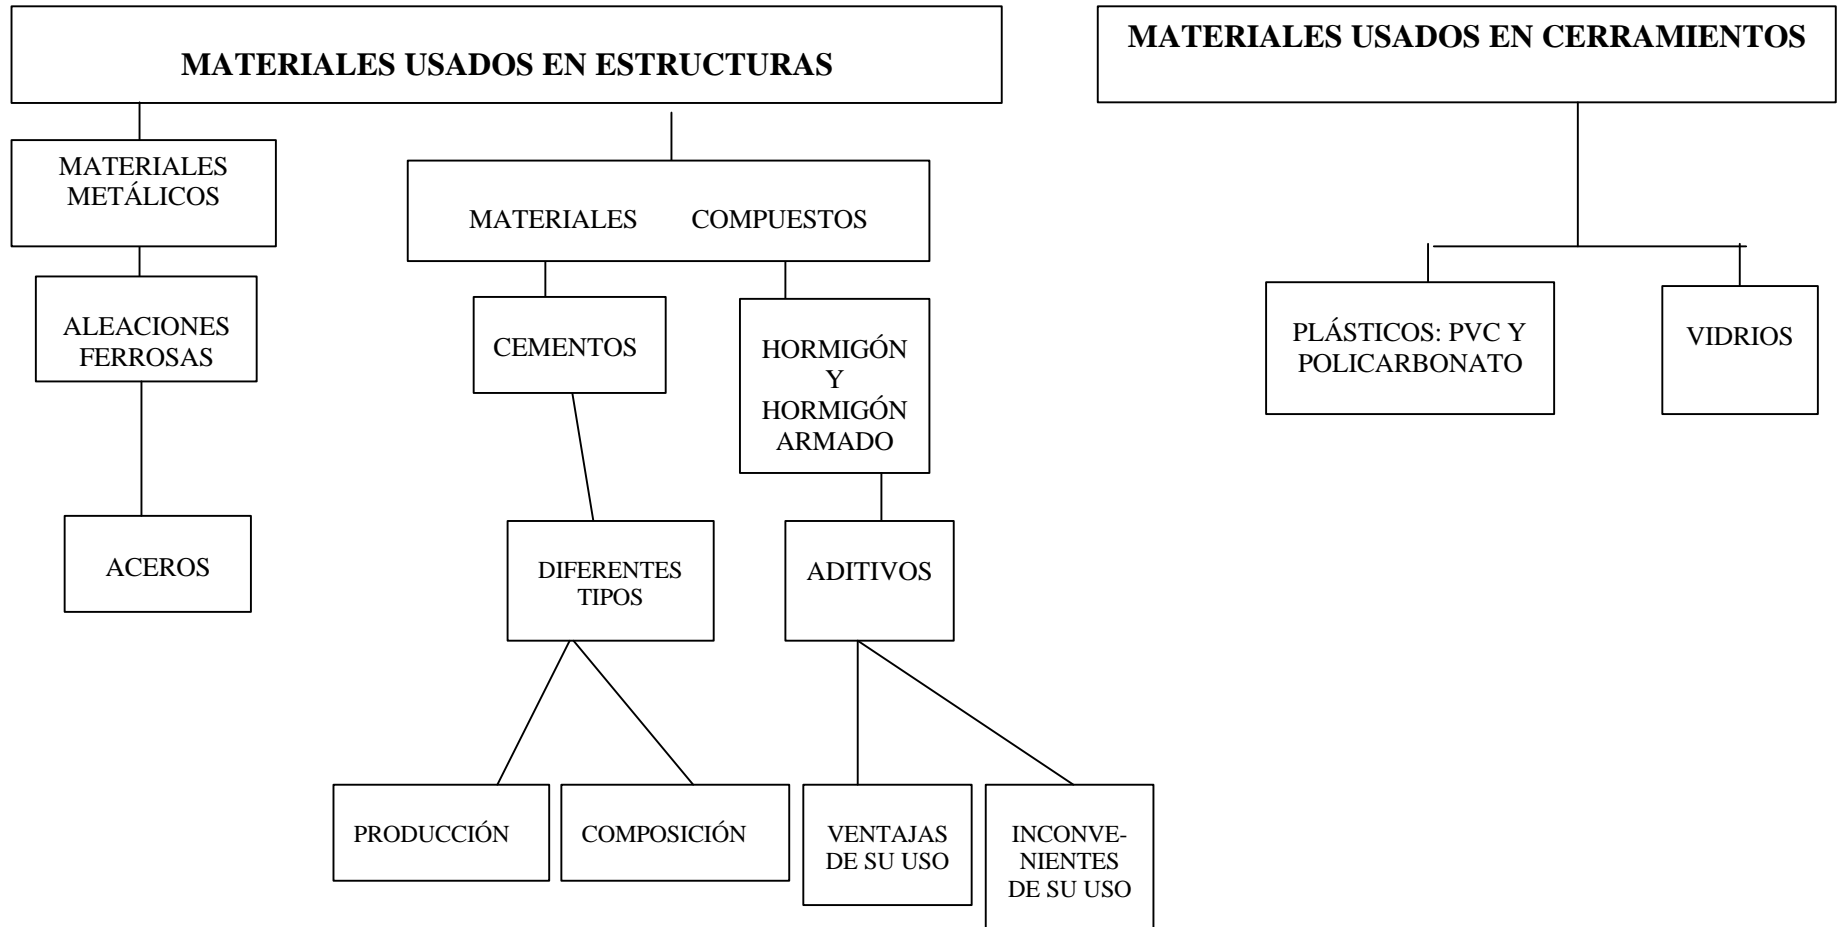 MATERIALES USADOS EN ESTRUCTURAS
MATERIALES USADOS EN CERRAMIENTOS
MATERIALES
METÁLICOS
MATERIALES COMPUESTOS
ALEACIONES
FERROSAS
CEMENTOS
HORMIGÓN
Y
HORMIGÓN
ARMADO
PLÁSTICOS: PVC Y
POLICARBONATO
VIDRIOS
ACEROS
DIFERENTES
TIPOS
ADITIVOS
PRODUCCIÓN
COMPOSICIÓN
VENTAJAS
DE SU USO
INCONVE-
NIENTES
DE SU USO